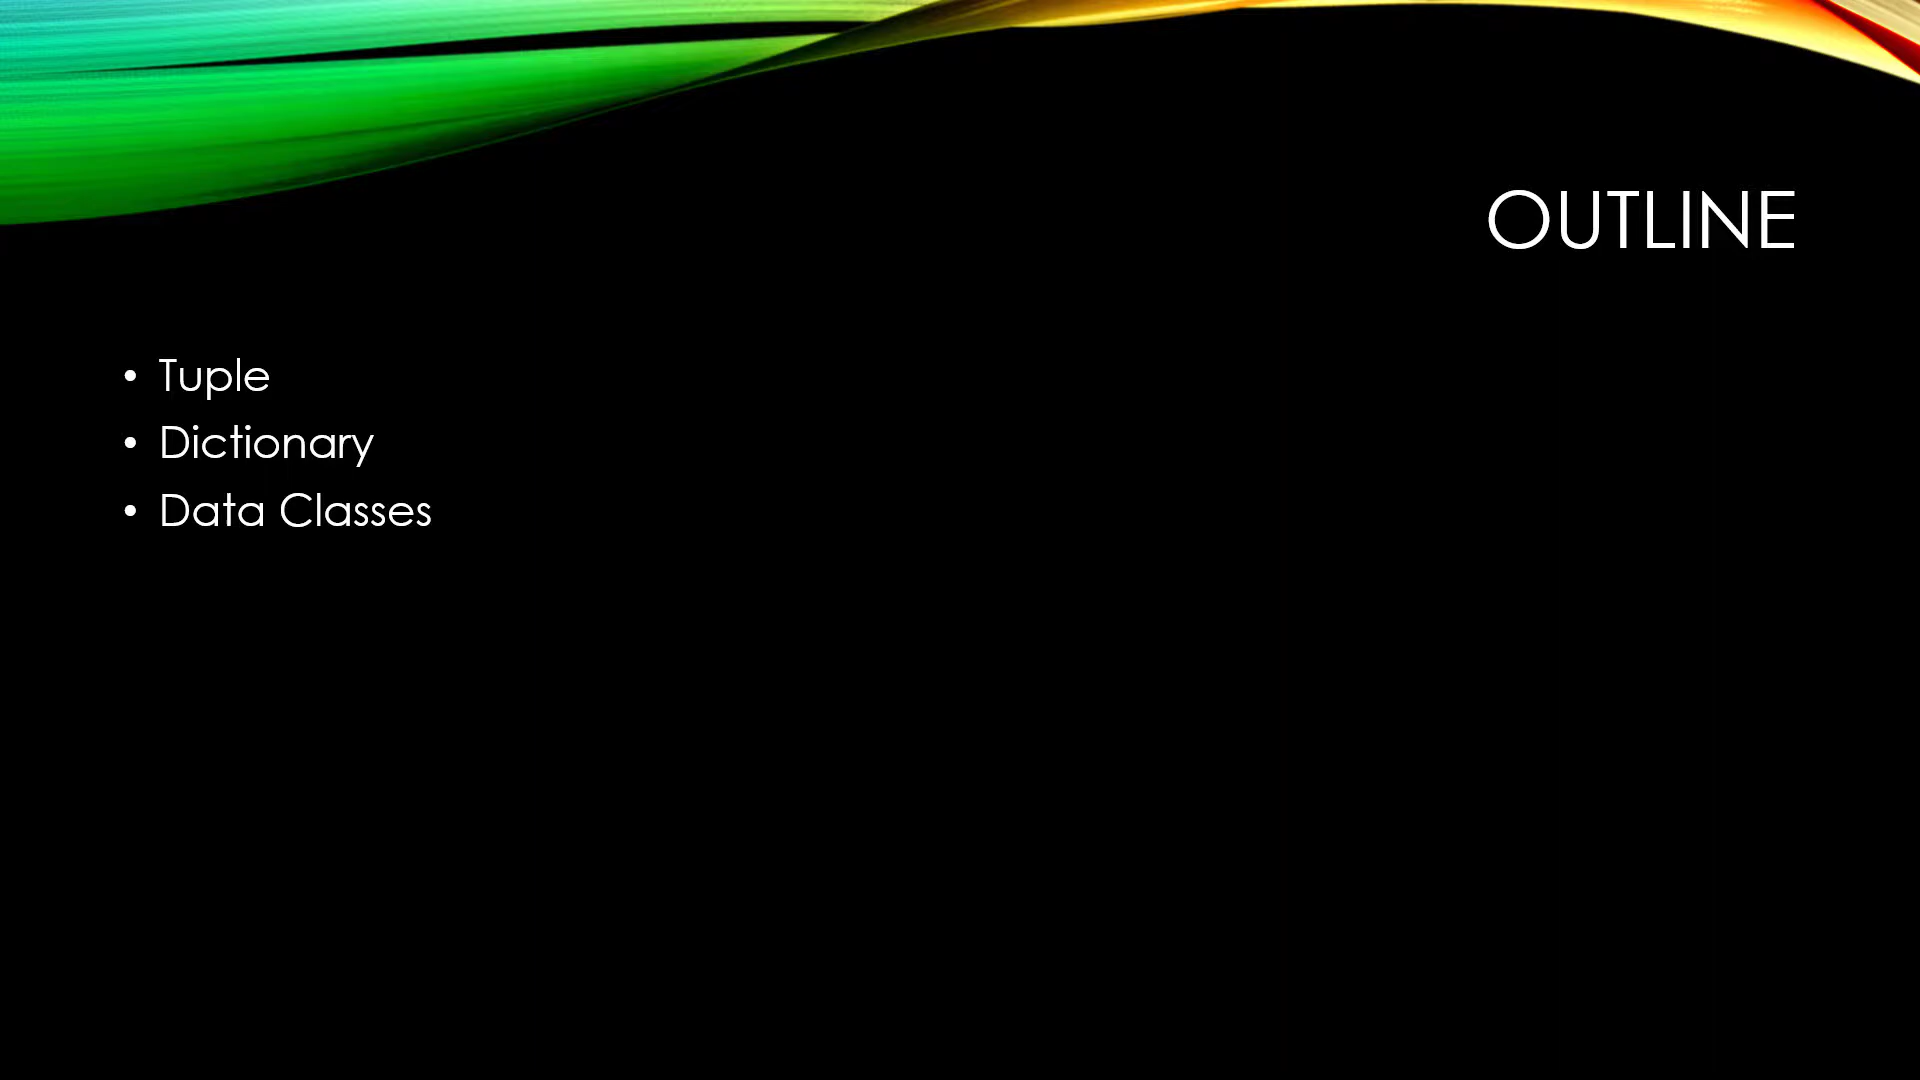 OUTLINE
• Tuple
• Dictionary
• Data Classes